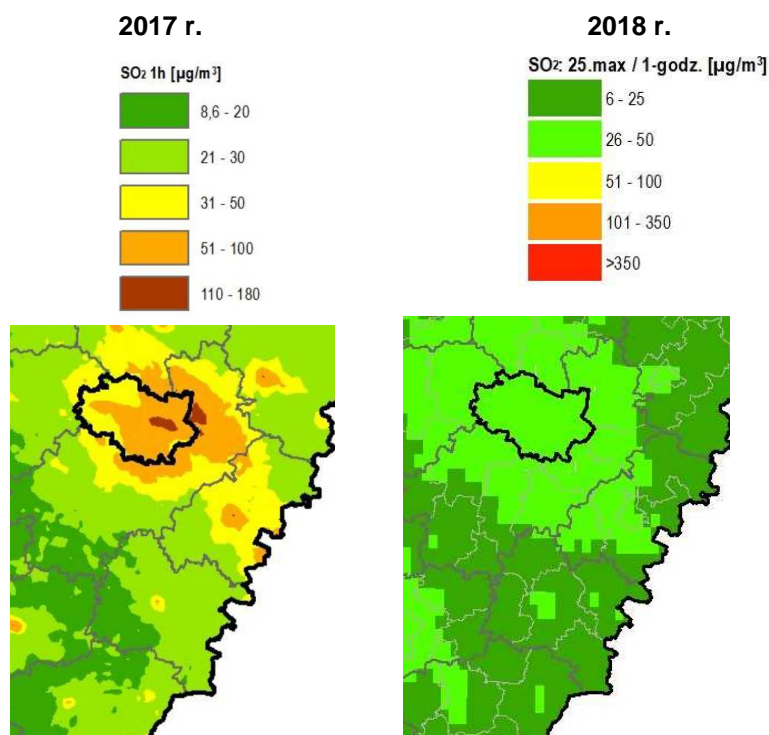 2017 r.
SO₂ 1h [µg/m³]
8,6 - 20
21 - 30
31 - 50
51 - 100
110 - 180
2018 r.
SO₂: 25.max / 1-godz. [µg/m³]
6 - 25
26 - 50
51 - 100
101 - 350
>350